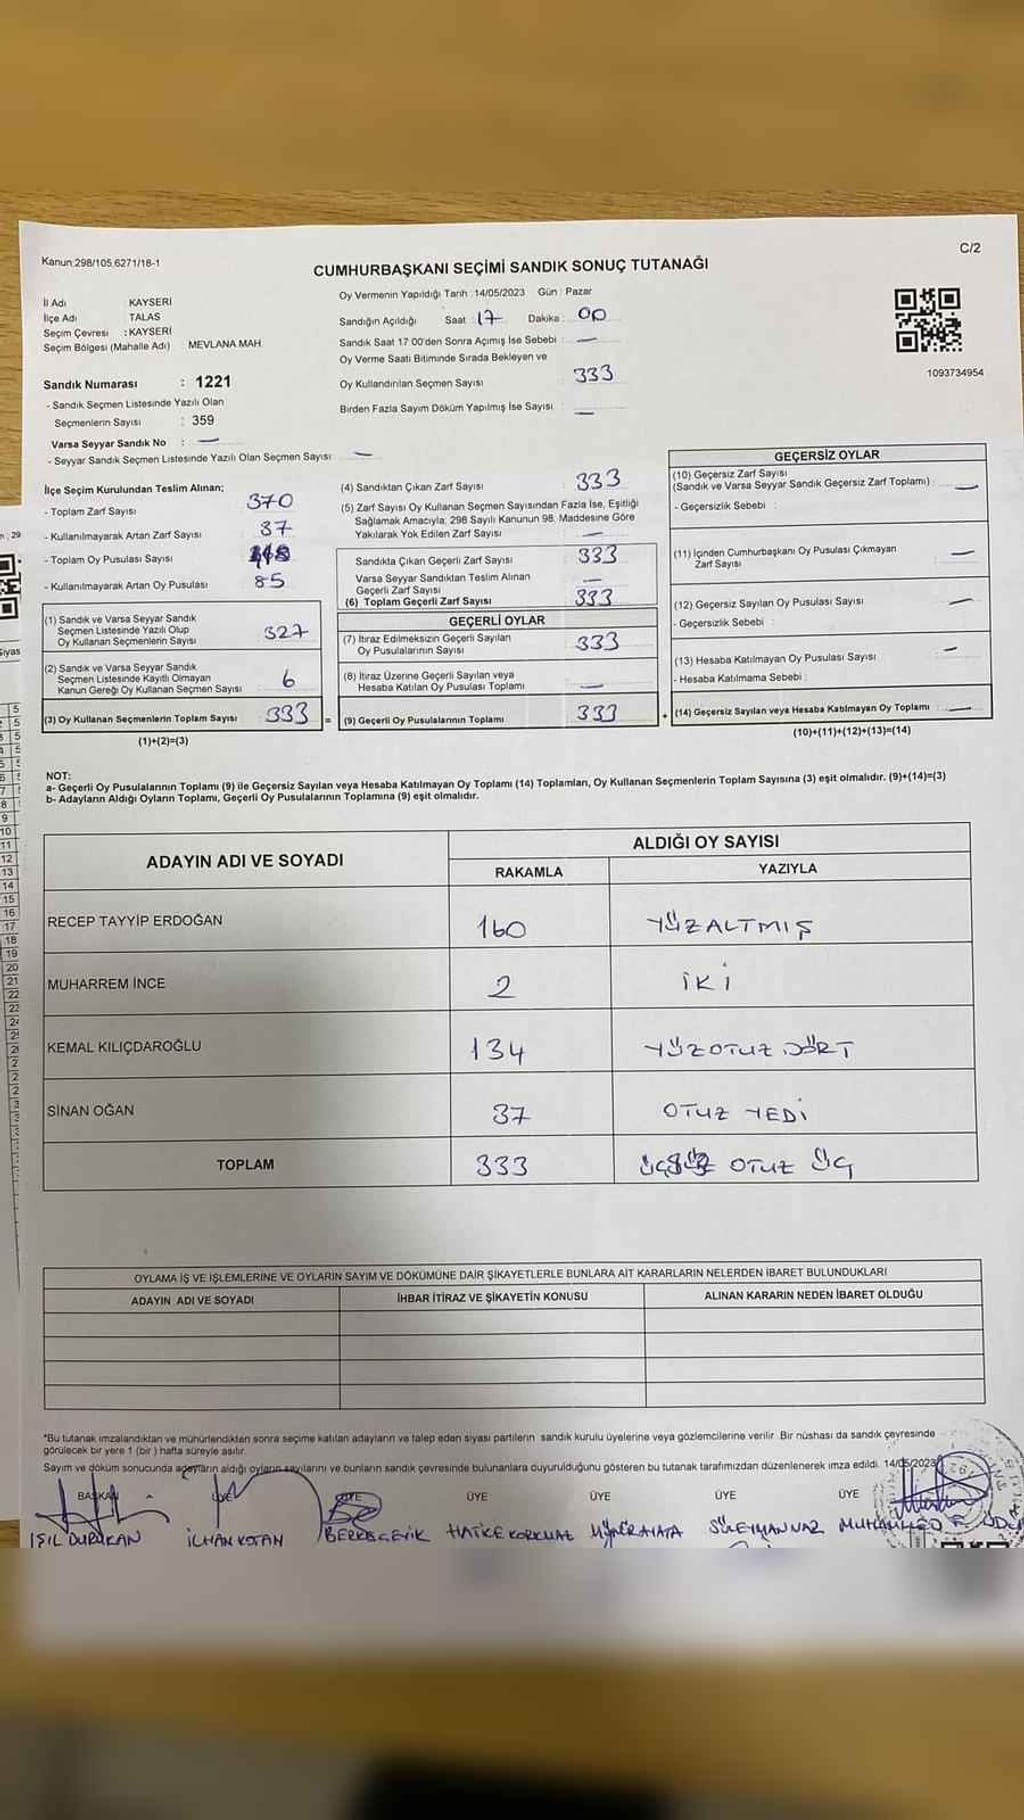 Kanun:298/105,6271/18-1
C/2
CUMHURBAŞKANI SEÇİMİ SANDIK SONUÇ TUTANAĞI
İl Adı KAYSERİ
İlçe Adı TALAS
Seçim Çevresi : KAYSERİ
Seçim Bölgesi (Mahalle Adı) MEVLANA MAH.
Sandık Numarası : 1221
- Sandık Seçmen Listesinde Yazılı Olan
Seçmenlerin Sayısı : 359
Varsa Seyyar Sandık No : —
- Seyyar Sandık Seçmen Listesinde Yazılı Olan Seçmen Sayısı —
Oy Vermenin Yapıldığı Tarih : 14/05/2023 Gün : Pazar
Sandığın Açıldığı Saat : 17 Dakika : 00
Sandık Saat 17:00'den Sonra Açımış İse Sebebi : —
Oy Verme Saati Bitiminde Sırada Bekleyen ve
Oy Kullandırılan Seçmen Sayısı : 333
Birden Fazla Sayım Döküm Yapılmış İse Sayısı : —
1093734954
İlçe Seçim Kurulundan Teslim Alınan;
- Toplam Zarf Sayısı 370
- Kullanılmayarak Artan Zarf Sayısı 37
- Toplam Oy Pusulası Sayısı
- Kullanılmayarak Artan Oy Pusulası 85
(1) Sandık ve Varsa Seyyar Sandık
Seçmen Listesinde Yazılı Olup
Oy Kullanan Seçmenlerin Sayısı 327
(2) Sandık ve Varsa Seyyar Sandık
Seçmen Listesinde Kayıtlı Olmayan
Kanun Gereği Oy Kullanan Seçmen Sayısı 6
(3) Oy Kullanan Seçmenlerin Toplam Sayısı 333 =
(1)+(2)=(3)
(4) Sandıktan Çıkan Zarf Sayısı : 333
(5) Zarf Sayısı Oy Kullanan Seçmen Sayısından Fazla İse, Eşitliği
Sağlamak Amacıyla; 298 Sayılı Kanunun 98. Maddesine Göre
Yakılarak Yok Edilen Zarf Sayısı —
Sandıkta Çıkan Geçerli Zarf Sayısı 333
Varsa Seyyar Sandıktan Teslim Alınan
Geçerli Zarf Sayısı —
(6) Toplam Geçerli Zarf Sayısı 333
GEÇERLİ OYLAR
(7) İtiraz Edilmeksizin Geçerli Sayılan
Oy Pusulalarının Sayısı 333
(8) İtiraz Üzerine Geçerli Sayılan veya
Hesaba Katılan Oy Pusulası Toplamı —
(9) Geçerli Oy Pusulalarının Toplamı 333 +
GEÇERSİZ OYLAR
(10) Geçersiz Zarf Sayısı
(Sandık ve Varsa Seyyar Sandık Geçersiz Zarf Toplamı) : —
- Geçersizlik Sebebi :
(11) İçinden Cumhurbaşkanı Oy Pusulası Çıkmayan
Zarf Sayısı —
(12) Geçersiz Sayılan Oy Pusulası Sayısı —
- Geçersizlik Sebebi :
(13) Hesaba Katılmayan Oy Pusulası Sayısı —
- Hesaba Katılmama Sebebi :
(14) Geçersiz Sayılan veya Hesaba Katılmayan Oy Toplamı : —
(10)+(11)+(12)+(13)=(14)
NOT:
a- Geçerli Oy Pusulalarının Toplamı (9) ile Geçersiz Sayılan veya Hesaba Katılmayan Oy Toplamı (14) Toplamları, Oy Kullanan Seçmenlerin Toplam Sayısına (3) eşit olmalıdır. (9)+(14)=(3)
b- Adayların Aldığı Oyların Toplamı, Geçerli Oy Pusulalarının Toplamına (9) eşit olmalıdır.
ADAYIN ADI VE SOYADI
ALDIĞI OY SAYISI
RAKAMLA YAZIYLA
RECEP TAYYİP ERDOĞAN 160 YÜZALTMIŞ
MUHARREM İNCE 2 İKİ
KEMAL KILIÇDAROĞLU 134 YÜZOTUZ DÖRT
SİNAN OĞAN 37 OTUZ YEDİ
TOPLAM 333 ÜÇYÜZ OTUZ ÜÇ
OYLAMA İŞ VE İŞLEMLERİNE VE OYLARIN SAYIM VE DÖKÜMÜNE DAİR ŞİKAYETLERLE BUNLARA AİT KARARLARIN NELERDEN İBARET BULUNDUKLARI
ADAYIN ADI VE SOYADI İHBAR İTİRAZ VE ŞİKAYETİN KONUSU ALINAN KARARIN NEDEN İBARET OLDUĞU
*Bu tutanak imzalandıktan ve mühürlendikten sonra seçime katılan adayların ve talep eden siyasi partilerin sandık kurulu üyelerine veya gözlemcilerine verilir. Bir nüshası da sandık çevresinde
görülecek bir yere 1 (bir) hafta süreyle asılır.
Sayım ve döküm sonucunda adayların aldığı oyların sayılarını ve bunların sandık çevresinde bulunanlara duyurulduğunu gösteren bu tutanak tarafımızdan düzenlenerek imza edildi. 14/05/2023
BAŞKAN ÜYE ÜYE ÜYE ÜYE ÜYE ÜYE
IŞIL DURUKAN İLHAN KOTAN BERKE ÇEVİK HATİCE KORKMAZ MÜNİR AYATA SÜLEYMAN NAZ MUHAMMED F.